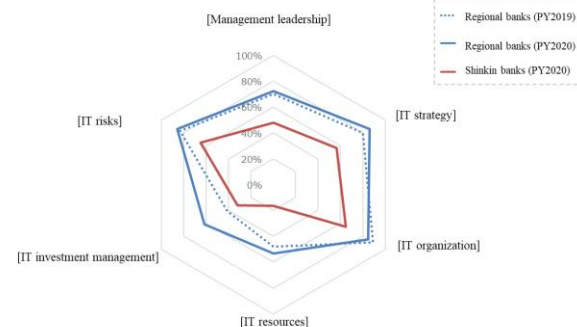 [Management leadership]
Regional banks (PY2019)
Regional banks (PY2020)
Shinkin banks (PY2020)
100%
80%
60%
40%
20%
0%
[IT risks]
[IT strategy]
[IT investment management]
[IT organization]
[IT resources]